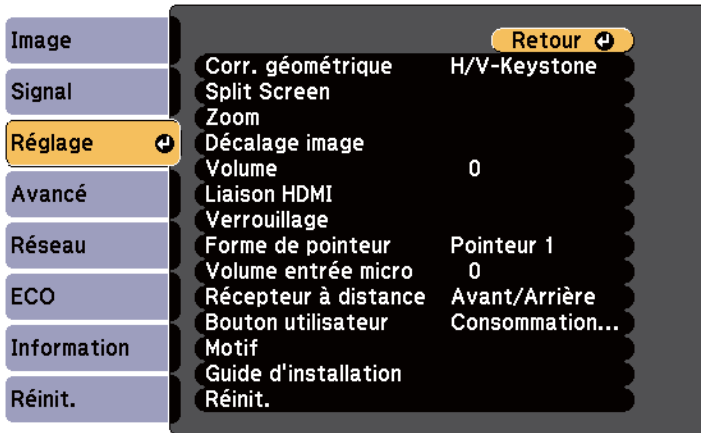 Image
Signal
Réglage
Avancé
Réseau
ECO
Information
Réinit.
Retour
Corr. géométrique H/V-Keystone
Split Screen
Zoom
Décalage image
Volume 0
Liaison HDMI
Verrouillage
Forme de pointeur Pointeur 1
Volume entrée micro 0
Récepteur à distance Avant/Arrière
Bouton utilisateur Consommation...
Motif
Guide d'installation
Réinit.